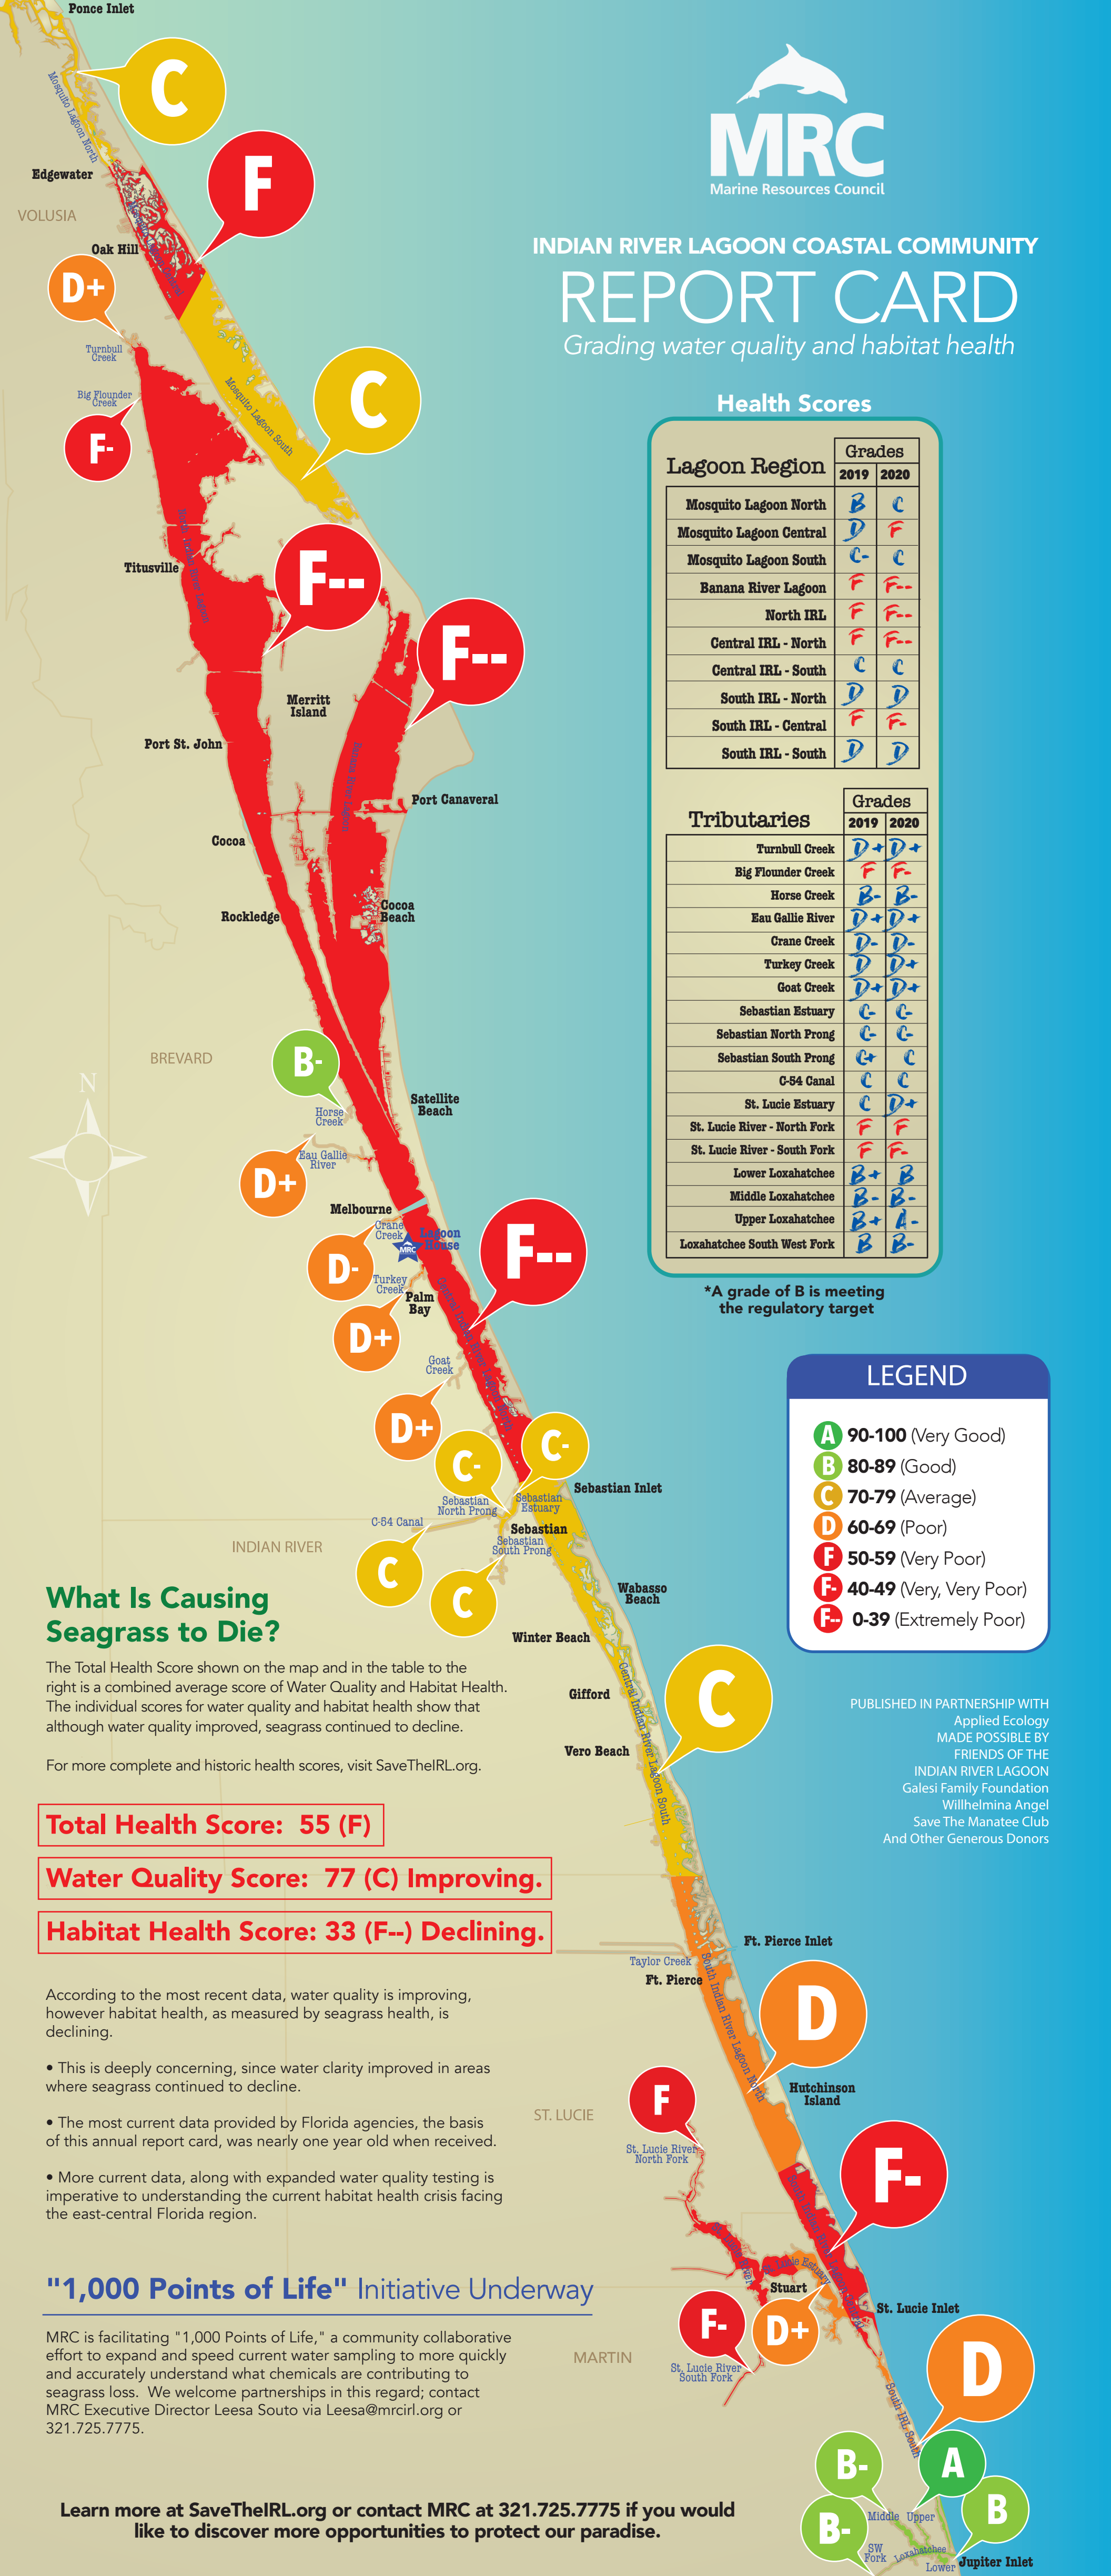 Ponce Inlet
C
Mosquito Lagoon North
Edgewater
F
VOLUSIA
Oak Hill
D+
Turnbull
Creek
Big Flounder
Creek
F-
C
Mosquito Lagoon South
Titusville
F--
F--
Merritt
Island
Port St. John
Banana River Lagoon
Port Canaveral
Cocoa
Rockledge
Cocoa
Beach
BREVARD
B-
N
Horse
Creek
Satellite
Beach
Eau Gallie
River
D+
Melbourne
Crane
Creek
MRC
Lagoon
House
D-
Turkey
Creek
Palm
Bay
D+
F--
Goat
Creek
D+
C-
C-
Sebastian
North Prong
Sebastian
Estuary
Sebastian Inlet
C-54 Canal
Sebastian
Sebastian
South Prong
INDIAN RIVER
C
C
Wabasso
Beach
Winter Beach
Gifford
Central Indian River Lagoon South
C
Vero Beach
MRC
Marine Resources Council
INDIAN RIVER LAGOON COASTAL COMMUNITY
REPORT CARD
Grading water quality and habitat health
Health Scores
Lagoon Region Grades
2019 2020
Mosquito Lagoon North B C
Mosquito Lagoon Central D F
Mosquito Lagoon South C- C
Banana River Lagoon F F--
North IRL F F--
Central IRL - North F F--
Central IRL - South C C
South IRL - North D D
South IRL - Central F F-
South IRL - South D D
Tributaries Grades
2019 2020
Turnbull Creek D+ D+
Big Flounder Creek F F-
Horse Creek B- B-
Eau Gallie River D+ D+
Crane Creek D- D-
Turkey Creek D D+
Goat Creek D+ D+
Sebastian Estuary C- C-
Sebastian North Prong C- C-
Sebastian South Prong C+ C
C-54 Canal C C
St. Lucie Estuary C D+
St. Lucie River - North Fork F F
St. Lucie River - South Fork F F-
Lower Loxahatchee B+ B
Middle Loxahatchee B- B-
Upper Loxahatchee B+ A-
Loxahatchee South West Fork B B-
*A grade of B is meeting
the regulatory target
LEGEND
A 90-100 (Very Good)
B 80-89 (Good)
C 70-79 (Average)
D 60-69 (Poor)
F 50-59 (Very Poor)
F- 40-49 (Very, Very Poor)
F-- 0-39 (Extremely Poor)
PUBLISHED IN PARTNERSHIP WITH
Applied Ecology
MADE POSSIBLE BY
FRIENDS OF THE
INDIAN RIVER LAGOON
Galesi Family Foundation
Willhelmina Angel
Save The Manatee Club
And Other Generous Donors
What Is Causing
Seagrass to Die?
The Total Health Score shown on the map and in the table to the
right is a combined average score of Water Quality and Habitat Health.
The individual scores for water quality and habitat health show that
although water quality improved, seagrass continued to decline.
For more complete and historic health scores, visit SaveTheIRL.org.
Total Health Score: 55 (F)
Water Quality Score: 77 (C) Improving.
Habitat Health Score: 33 (F--) Declining.
According to the most recent data, water quality is improving,
however habitat health, as measured by seagrass health, is
declining.
• This is deeply concerning, since water clarity improved in areas
where seagrass continued to decline.
• The most current data provided by Florida agencies, the basis
of this annual report card, was nearly one year old when received.
• More current data, along with expanded water quality testing is
imperative to understanding the current habitat health crisis facing
the east-central Florida region.
"1,000 Points of Life" Initiative Underway
MRC is facilitating "1,000 Points of Life," a community collaborative
effort to expand and speed current water sampling to more quickly
and accurately understand what chemicals are contributing to
seagrass loss. We welcome partnerships in this regard; contact
MRC Executive Director Leesa Souto via Leesa@mrcirl.org or
321.725.7775.
Learn more at SaveTheIRL.org or contact MRC at 321.725.7775 if you would
like to discover more opportunities to protect our paradise.
Ft. Pierce Inlet
Taylor Creek
Ft. Pierce
South Indian River Lagoon North
D
Hutchinson
Island
F
ST. LUCIE
St. Lucie River
North Fork
F-
Stuart
St. Lucie Inlet
F-
D+
MARTIN
St. Lucie River
South Fork
D
South IRL South
B-
A
B
B-
Middle
Upper
SW
Fork
Loxahatchee
Lower
Jupiter Inlet